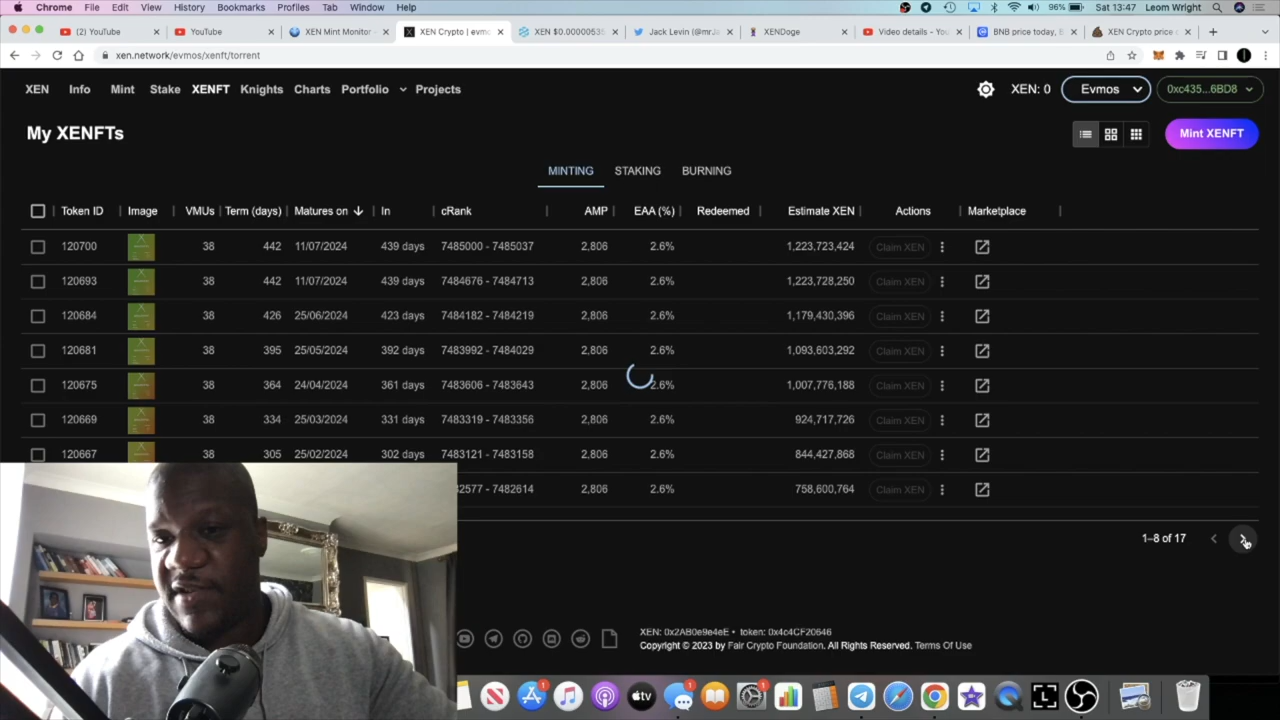 Chrome File Edit View History Bookmarks Profiles Tab Window Help 96% Sat 13:47 Leom Wright
(2) YouTube YouTube XEN Mint Monitor - XEN Crypto | evmo XEN $0.00000535 Jack Levin (@mrJ XENDoge Video details - Yo BNB price today, B XEN Crypto price
xen.network/evmos/xenft/torrent
XEN Info Mint Stake XENFT Knights Charts Portfolio Projects XEN: 0 Evmos 0xc435...6BD8
My XENFTs Mint XENFT
MINTING STAKING BURNING
Token ID Image VMUs Term (days) Matures on In cRank AMP EAA (%) Redeemed Estimate XEN Actions Marketplace
120700 38 442 11/07/2024 439 days 7485000 - 7485037 2,806 2.6% 1,223,723,424 Claim XEN
120693 38 442 11/07/2024 439 days 7484676 - 7484713 2,806 2.6% 1,223,728,250 Claim XEN
120684 38 426 25/06/2024 423 days 7484182 - 7484219 2,806 2.6% 1,179,430,396 Claim XEN
120681 38 395 25/05/2024 392 days 7483992 - 7484029 2,806 2.6% 1,093,603,292 Claim XEN
120675 38 364 24/04/2024 361 days 7483606 - 7483643 2,806 2.6% 1,007,776,188 Claim XEN
120669 38 334 25/03/2024 331 days 7483319 - 7483356 2,806 2.6% 924,717,726 Claim XEN
120667 38 305 25/02/2024 302 days 7483121 - 7483158 2,806 2.6% 844,427,868 Claim XEN
82577 - 7482614 2,806 2.6% 758,600,764 Claim XEN
1–8 of 17
XEN: 0x2AB0e9e4eE • token: 0x4c4CF20646
Copyright © 2023 by Fair Crypto Foundation. All Rights Reserved. Terms Of Use
tv